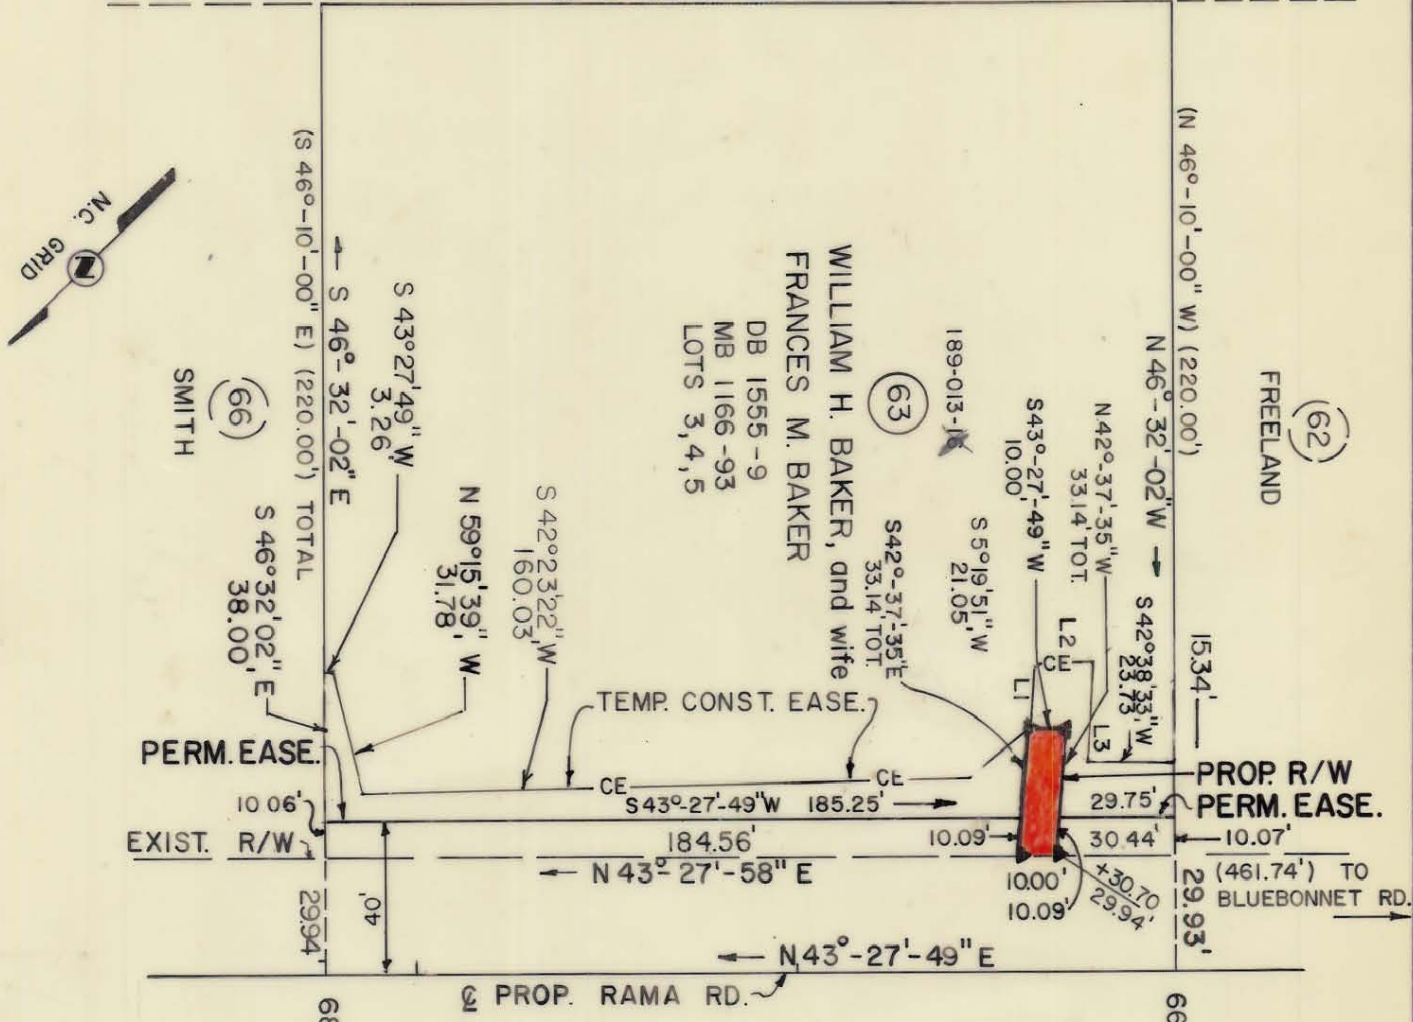 (S 46°-10'-00" E) (220.00') TOTAL
S 46°-32'-02" E
S 43°27'49" W
3.26'
N.C. GRID
N
SMITH
(66)
S 46°32'02" E
38.00'
N 59°15'39" W
31.78'
S 42°23'22" W
160.03'
WILLIAM H. BAKER, and wife
FRANCES M. BAKER
DB 1555-9
MB 1166-93
LOTS 3,4,5
63
189-013-
S42°-37'-35"E
33.14' TOT.
S 5°19'51" W
21.05'
S43°-27'-49" W
10.00'
N42°-37'-35"W
33.14' TOT.
N 46°-32'-02" W
(N 46°-10'-00" W) (220.00')
FREELAND
(62)
S 42°38'33" W
23.73'
15.34'
L1
L2
L3
CE
TEMP. CONST. EASE.
CE
CE
PERM. EASE.
PROP. R/W
PERM. EASE.
S43°-27'-49"W 185.25'
29.75'
10.06'
EXIST. R/W
184.56'
10.09'
30.44'
10.07'
N 43°-27'-58" E
10.00'
10.09'
+30.70
29.94'
(461.74') TO
BLUEBONNET RD.
29.94'
40'
29.93'
N 43°-27'-49" E
℄ PROP. RAMA RD.
68
66